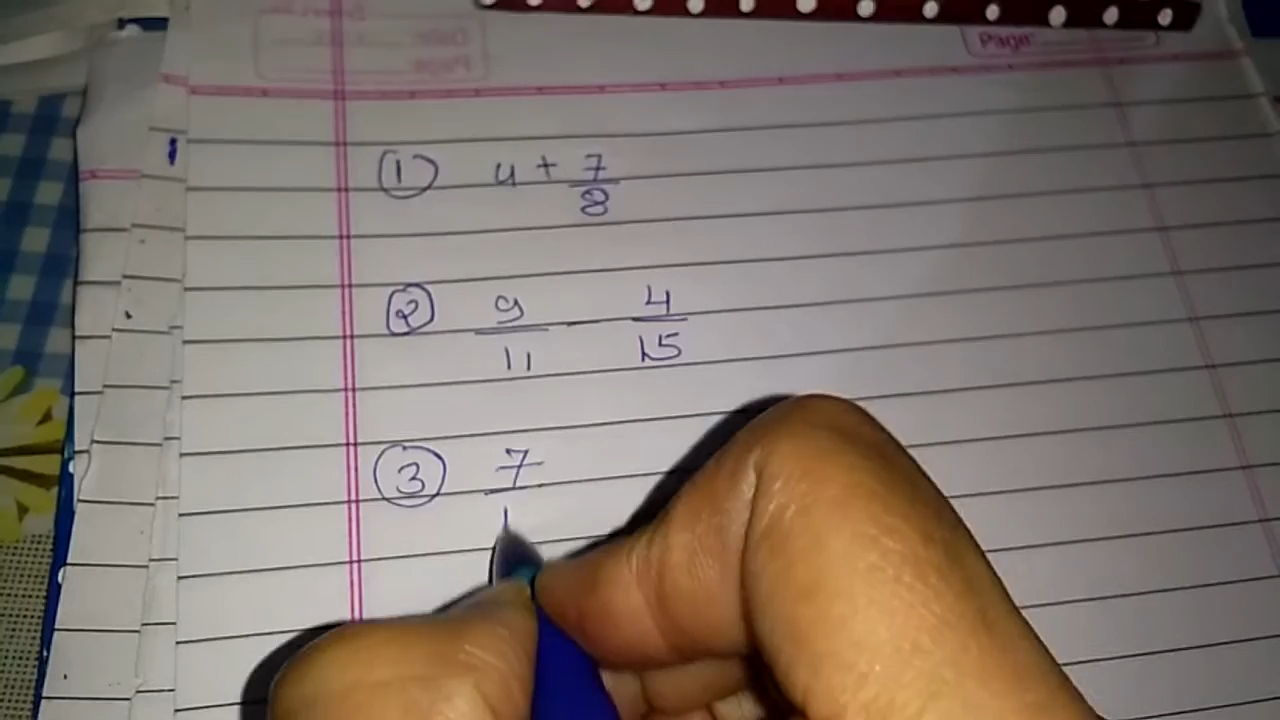 Page:
① 4 + 7/8
② 9/11 - 4/15
③ 7/